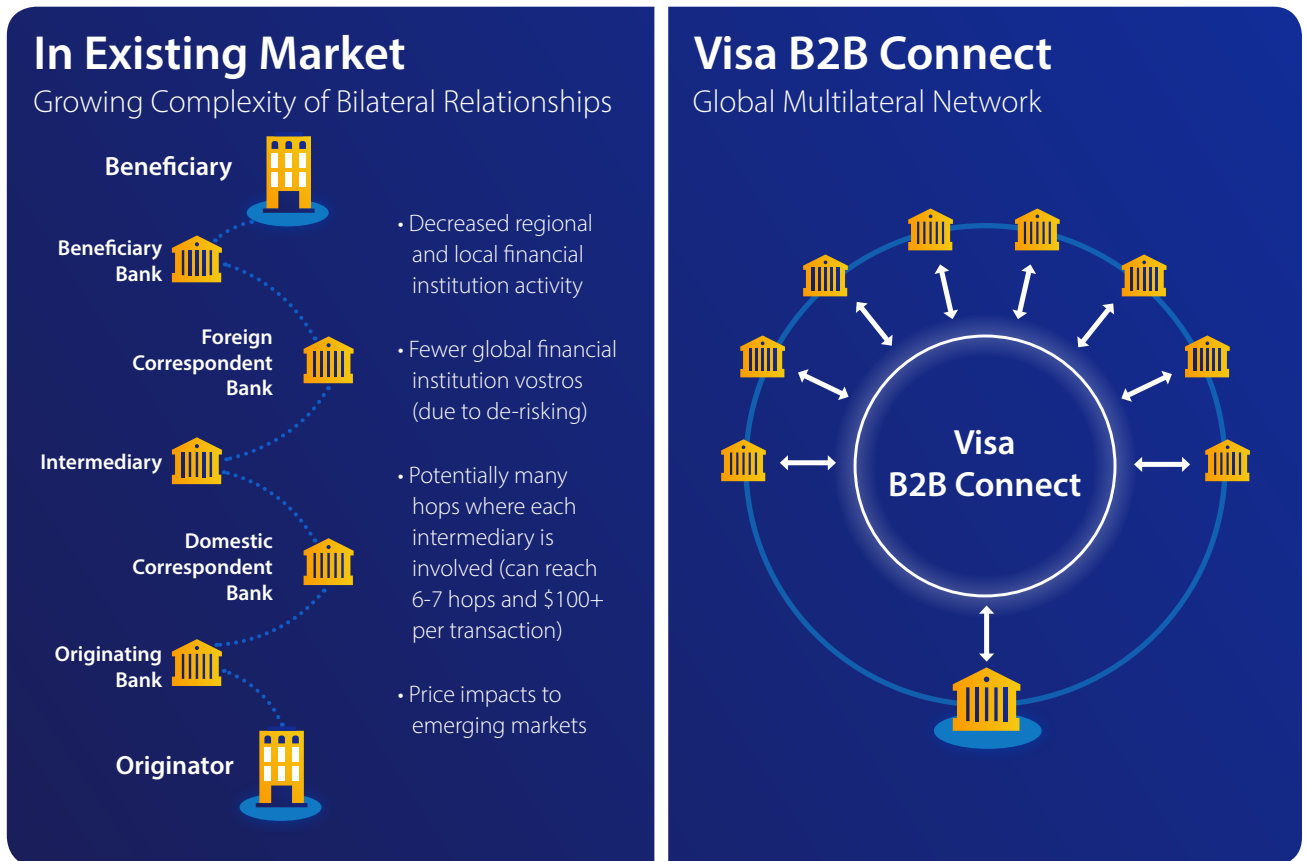 In Existing Market
Growing Complexity of Bilateral Relationships
Beneficiary
Beneficiary
Bank
Foreign
Correspondent
Bank
Intermediary
Domestic
Correspondent
Bank
Originating
Bank
Originator
• Decreased regional
and local financial
institution activity
• Fewer global financial
institution vostros
(due to de-risking)
• Potentially many
hops where each
intermediary is
involved (can reach
6-7 hops and $100+
per transaction)
• Price impacts to
emerging markets
Visa B2B Connect
Global Multilateral Network
Visa
B2B Connect